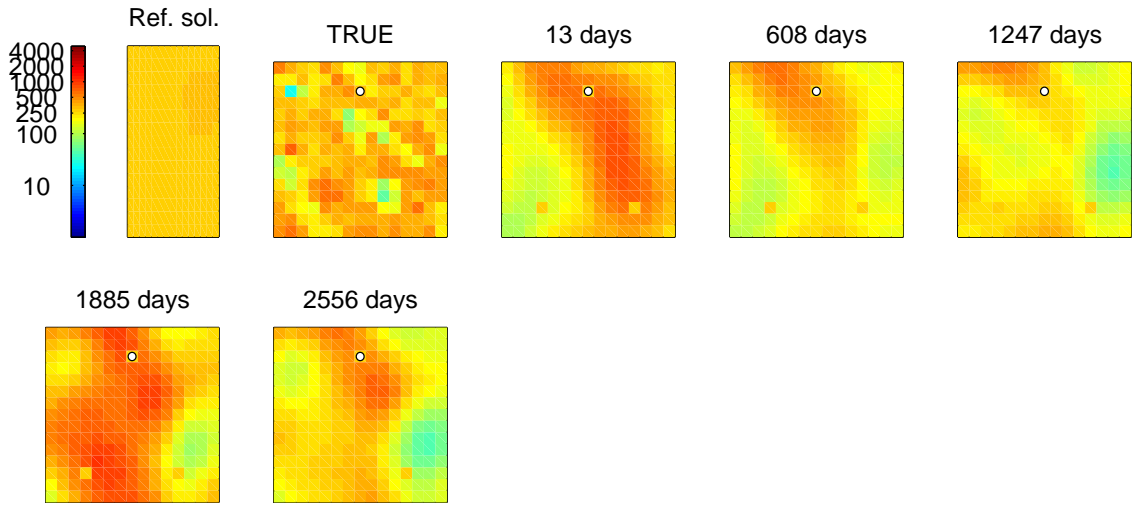 Ref. sol.
TRUE
13 days
608 days
1247 days
4000
2000
1000
500
250
100
10
1885 days
2556 days